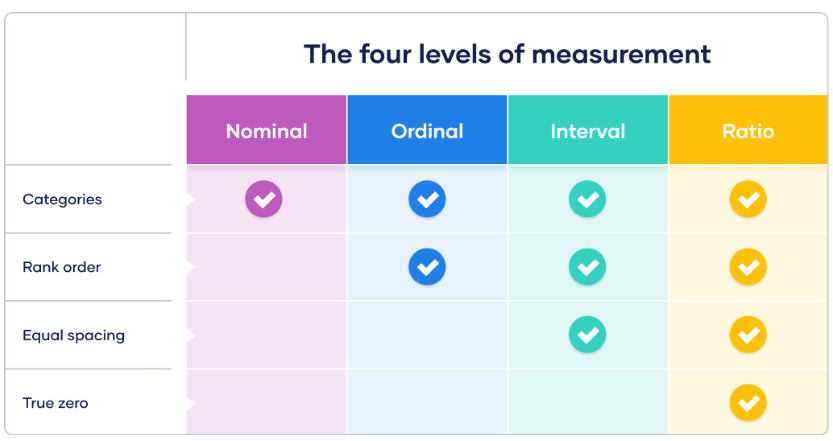 The four levels of measurement
Nominal Ordinal Interval Ratio
Categories
Rank order
Equal spacing
True zero